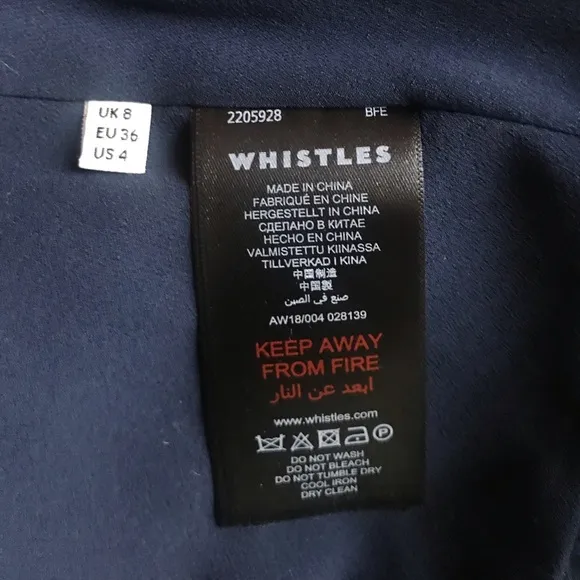 UK 8
EU 36
US 4
2205928 BFE
WHISTLES
MADE IN CHINA
FABRIQUÉ EN CHINE
HERGESTELLT IN CHINA
СДЕЛАНО В КИТАЕ
HECHO EN CHINA
VALMISTETTU KIINASSA
TILLVERKAD I KINA
中国制造
中国製
صنع في الصين
AW18/004 028139
KEEP AWAY
FROM FIRE
ابعد عن النار
www.whistles.com
P
DO NOT WASH
DO NOT BLEACH
DO NOT TUMBLE DRY
COOL IRON
DRY CLEAN